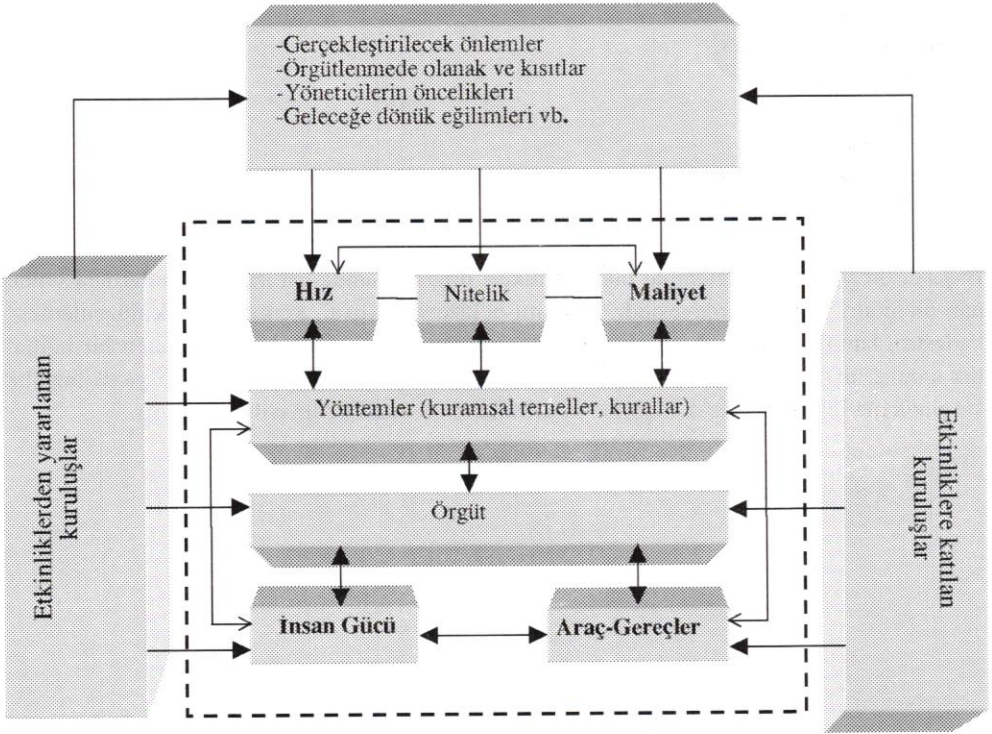 -Gerçekleştirilecek önlemler
-Örgütlenmede olanak ve kısıtlar
-Yöneticilerin öncelikleri
-Geleceğe dönük eğilimleri vb.
Etkinliklerden yararlanan
kuruluşlar
Hız
Nitelik
Maliyet
Yöntemler (kuramsal temeller, kurallar)
Örgüt
İnsan Gücü
Araç-Gereçler
Etkinliklere katılan
kuruluşlar